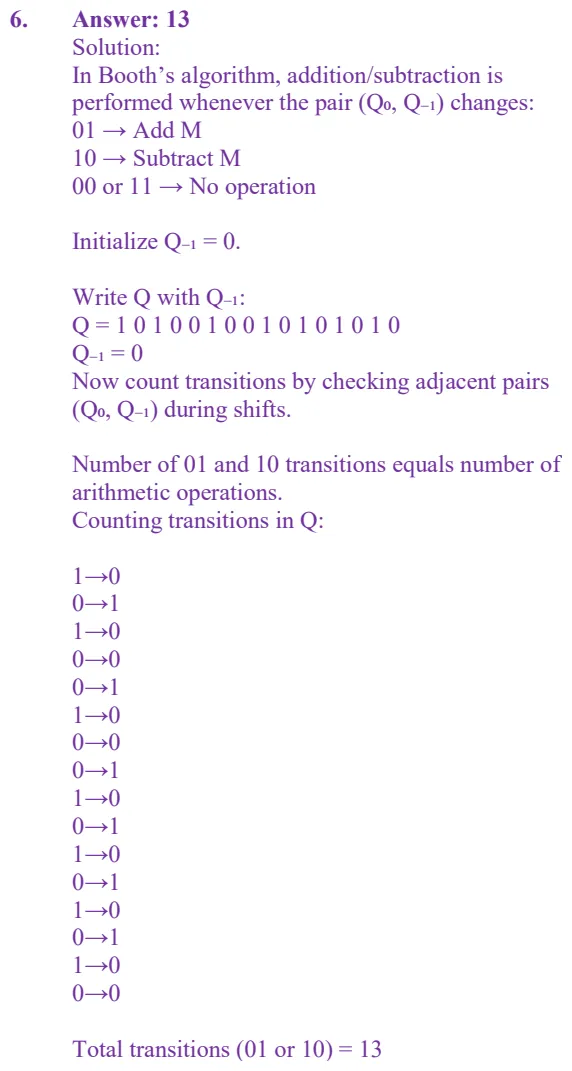 6. Answer: 13
Solution:
In Booth’s algorithm, addition/subtraction is
performed whenever the pair (Q₀, Q₋₁) changes:
01 → Add M
10 → Subtract M
00 or 11 → No operation
Initialize Q₋₁ = 0.
Write Q with Q₋₁:
Q = 1 0 1 0 0 1 0 0 1 0 1 0 1 0 1 0
Q₋₁ = 0
Now count transitions by checking adjacent pairs
(Q₀, Q₋₁) during shifts.
Number of 01 and 10 transitions equals number of
arithmetic operations.
Counting transitions in Q:
1→0
0→1
1→0
0→0
0→1
1→0
0→0
0→1
1→0
0→1
1→0
0→1
1→0
0→1
1→0
0→0
Total transitions (01 or 10) = 13